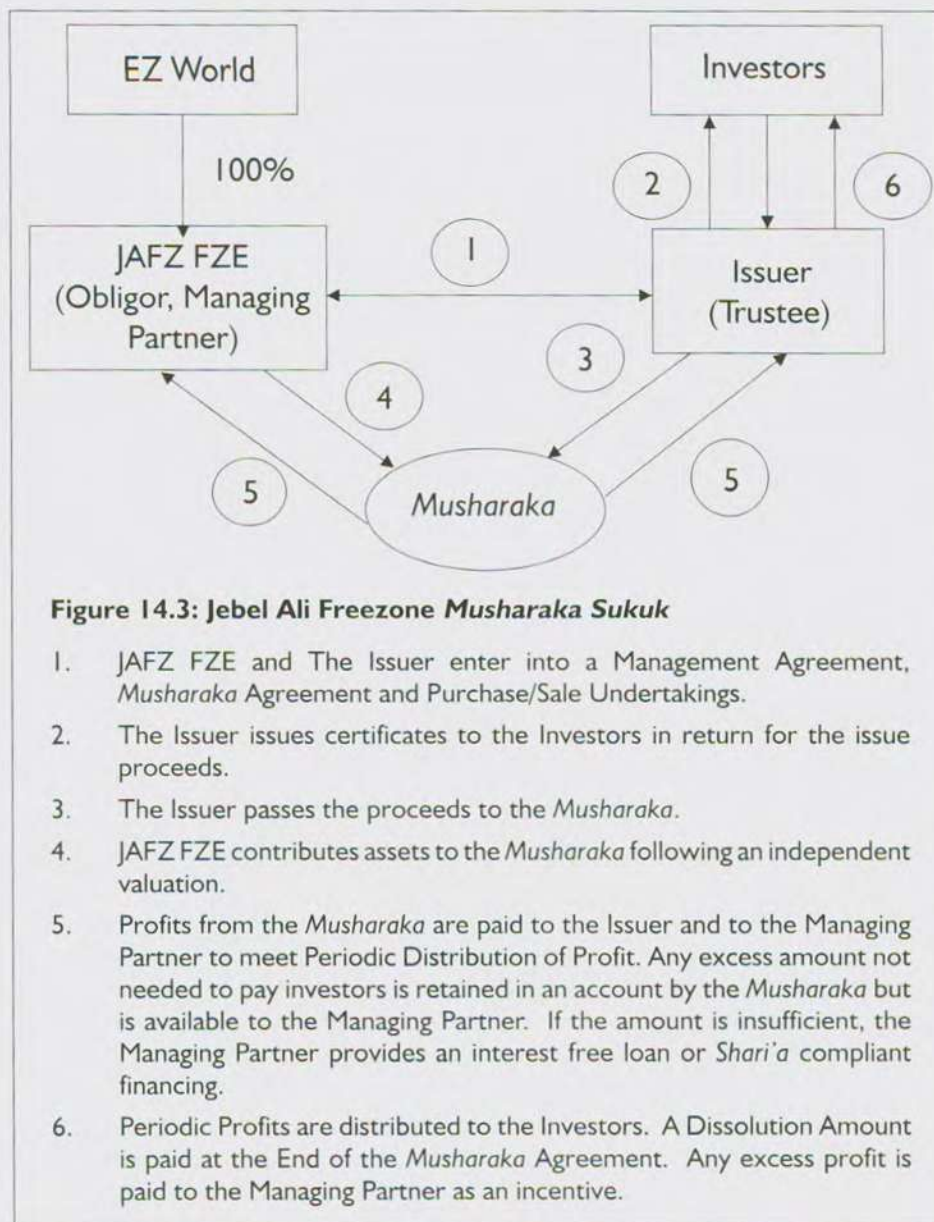 EZ World
Investors
100%
2
6
JAFZ FZE
(Obligor, Managing
Partner)
1
Issuer
(Trustee)
3
4
5
Musharaka
5
Figure 14.3: Jebel Ali Freezone Musharaka Sukuk
1. JAFZ FZE and The Issuer enter into a Management Agreement,
Musharaka Agreement and Purchase/Sale Undertakings.
2. The Issuer issues certificates to the Investors in return for the issue
proceeds.
3. The Issuer passes the proceeds to the Musharaka.
4. JAFZ FZE contributes assets to the Musharaka following an independent
valuation.
5. Profits from the Musharaka are paid to the Issuer and to the Managing
Partner to meet Periodic Distribution of Profit. Any excess amount not
needed to pay investors is retained in an account by the Musharaka but
is available to the Managing Partner. If the amount is insufficient, the
Managing Partner provides an interest free loan or Shari'a compliant
financing.
6. Periodic Profits are distributed to the Investors. A Dissolution Amount
is paid at the End of the Musharaka Agreement. Any excess profit is
paid to the Managing Partner as an incentive.